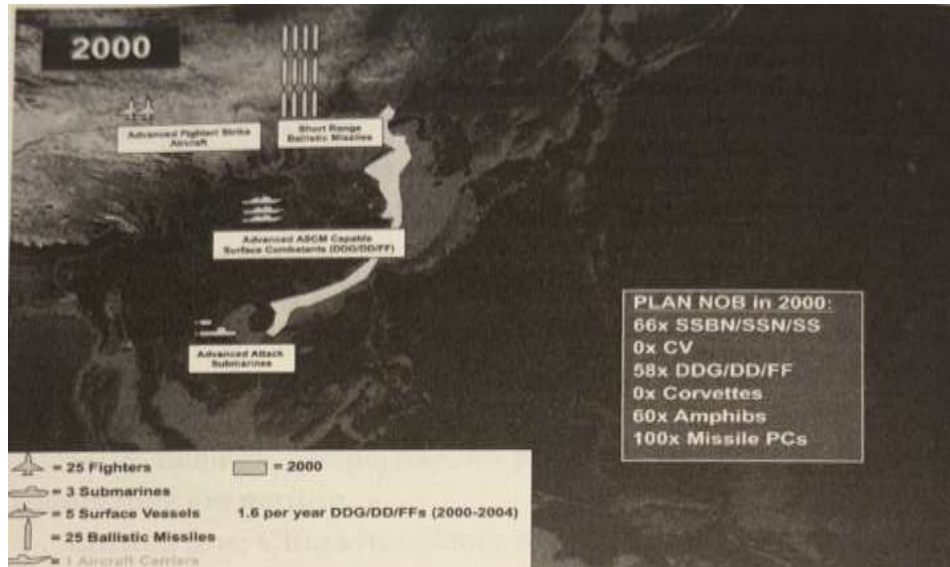 2000
Advanced Fighter/ Strike
Aircraft
Short Range
Ballistic Missiles
Advanced ASCM Capable
Surface Combatants (DDG/DD/FF)
Advanced Attack
Submarines
PLAN NOB in 2000:
66x SSBN/SSN/SS
0x CV
58x DDG/DD/FF
0x Corvettes
60x Amphibs
100x Missile PCs
= 25 Fighters
= 2000
= 3 Submarines
= 5 Surface Vessels
1.6 per year DDG/DD/FFs (2000-2004)
= 25 Ballistic Missiles
= 1 Aircraft Carriers